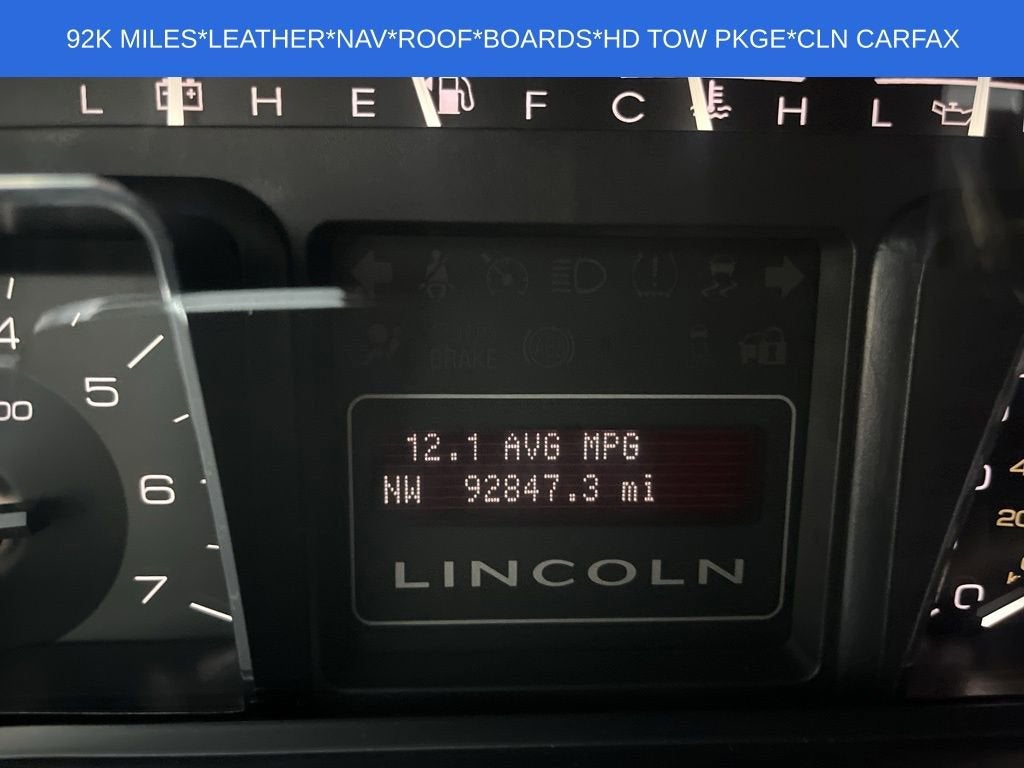 92K MILES*LEATHER*NAV*ROOF*BOARDS*HD TOW PKGE*CLN CARFAX
L H E F C H L
BRAKE
4
5
6
7
12.1 AVG MPG
NW 92847.3 mi
LINCOLN